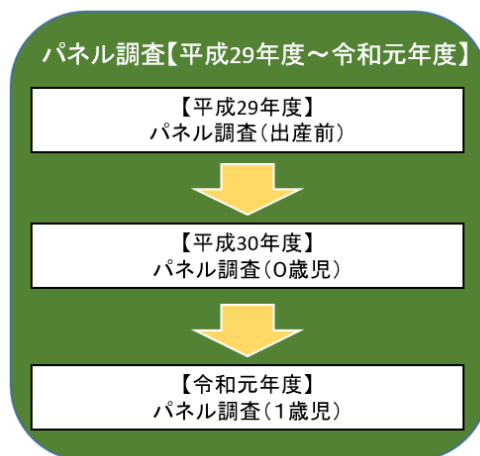 パネル調査【平成29年度～令和元年度】
【平成29年度】
パネル調査（出産前）
【平成30年度】
パネル調査（0歳児）
【令和元年度】
パネル調査（1歳児）